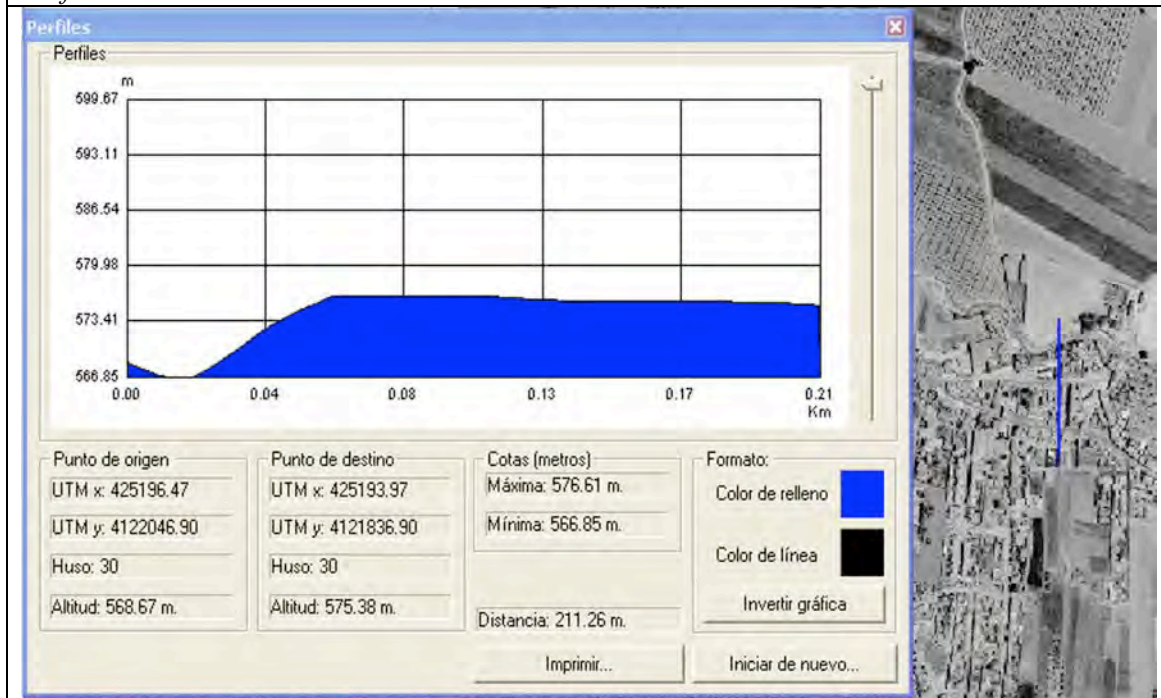 Perfiles
Perfiles
m
599.67
593.11
586.54
579.98
573.41
566.85
0.00 0.04 0.08 0.13 0.17 0.21
Km
Punto de origen
UTM x: 425196.47
UTM y: 4122046.90
Huso: 30
Altitud: 568.67 m.
Punto de destino
UTM x: 425193.97
UTM y: 4121836.90
Huso: 30
Altitud: 575.38 m.
Cotas (metros)
Máxima: 576.61 m.
Mínima: 566.85 m.
Distancia: 211.26 m.
Formato:
Color de relleno
Color de línea
Invertir gráfica
Imprimir...
Iniciar de nuevo...